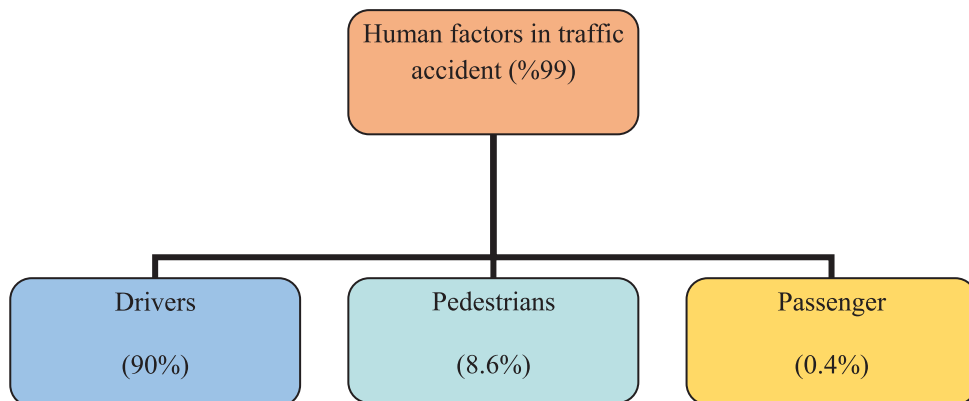 Human factors in traffic
accident (%99)
Drivers
(90%)
Pedestrians
(8.6%)
Passenger
(0.4%)